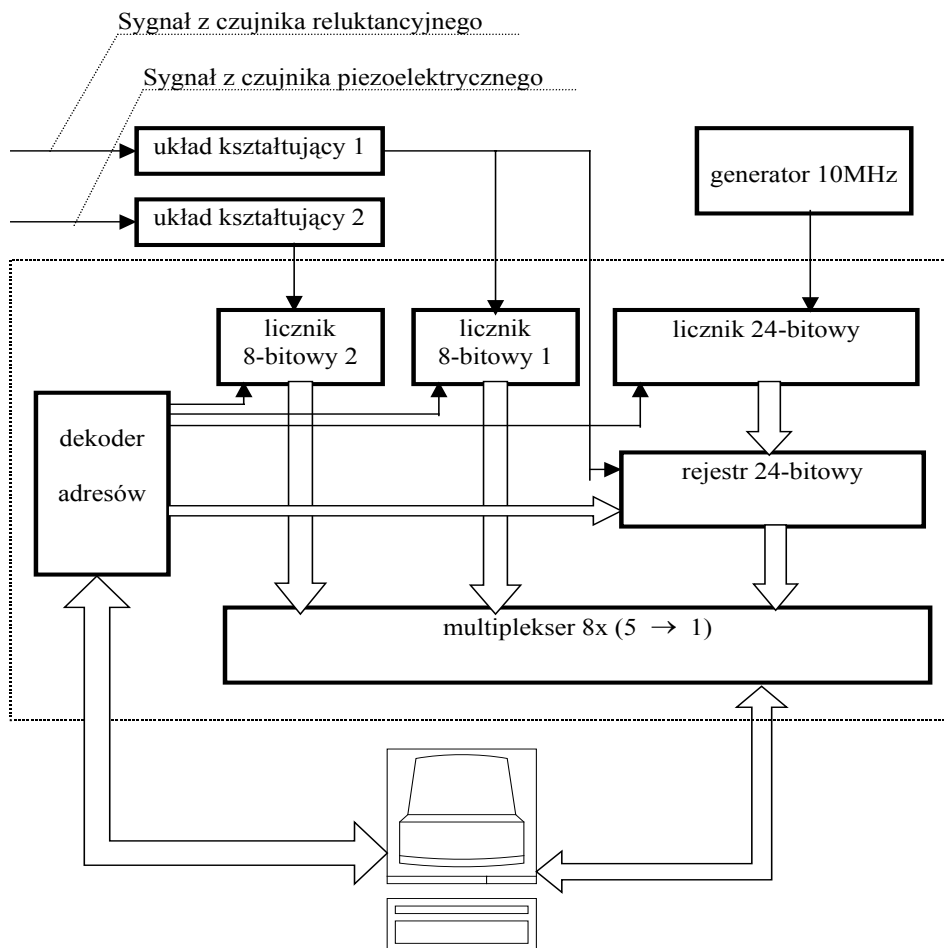 Sygnał z czujnika reluktancyjnego
Sygnał z czujnika piezoelektrycznego
układ kształtujący 1
układ kształtujący 2
generator 10MHz
licznik
8-bitowy 2
licznik
8-bitowy 1
licznik 24-bitowy
dekoder
adresów
rejestr 24-bitowy
multiplekser 8x (5 → 1)